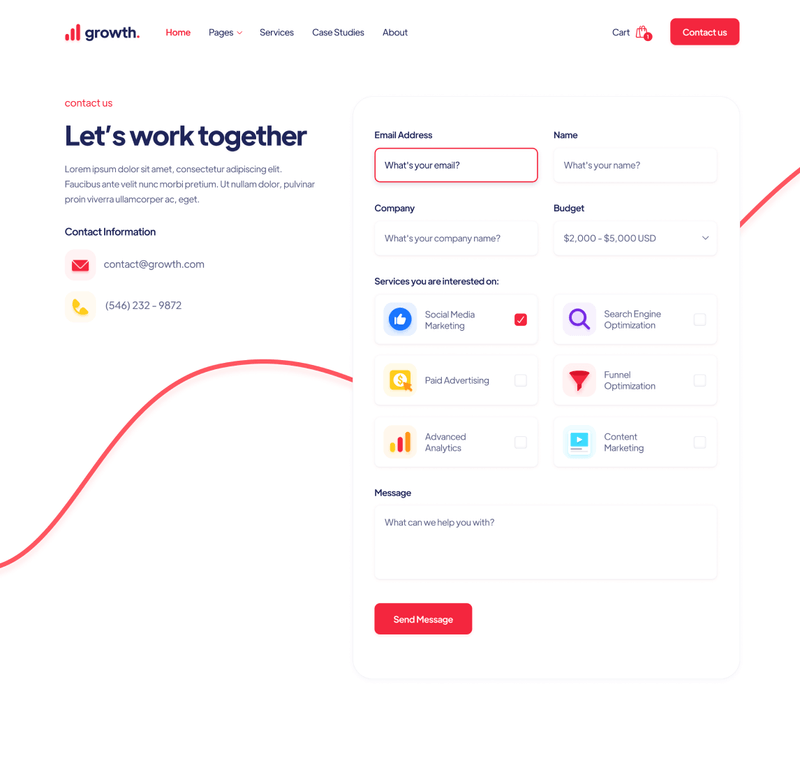 growth.
Home
Pages
Services
Case Studies
About
Cart
1
Contact us
contact us
Let's work together
Lorem ipsum dolor sit amet, consectetur adipiscing elit.
Faucibus ante velit nunc morbi pretium. Ut nullam dolor, pulvinar
proin viverra ullamcorper ac, eget.
Contact Information
contact@growth.com
(546) 232 - 9872
Email Address
What's your email?
Name
What's your name?
Company
What's your company name?
Budget
$2,000 - $5,000 USD
Services you are interested on:
Social Media
Marketing
Search Engine
Optimization
$
Paid Advertising
Funnel
Optimization
Advanced
Analytics
Content
Marketing
Message
What can we help you with?
Send Message